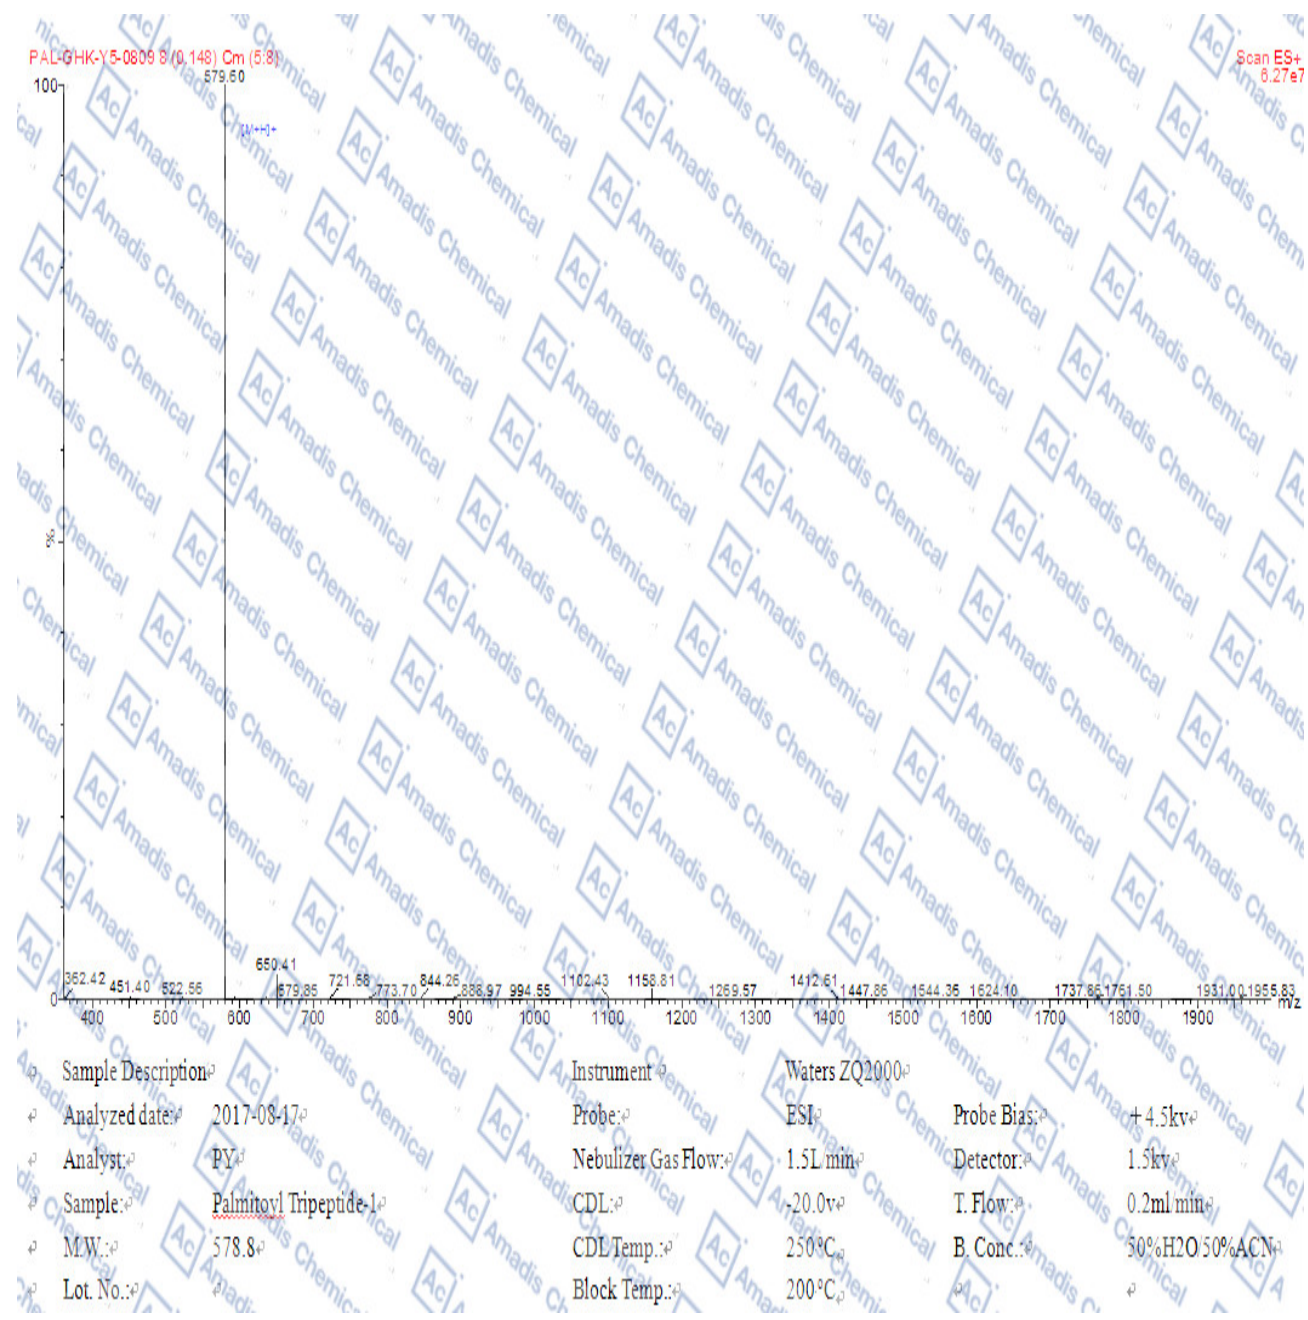 PAL-GHK-Y5-0809 8 (0.148) Cm (5:8)
Scan ES+
6.27e7
579.60
100
[M+H]+
%
0
362.42 451.40 522.56 650.41 679.85 721.68 773.70 844.26 888.97 994.55 1102.43 1158.81 1269.57 1412.61 1447.86 1544.36 1624.10 1737.66 1761.50 1931.00 1955.83
m/z
400 500 600 700 800 900 1000 1100 1200 1300 1400 1500 1600 1700 1800 1900
Sample Description Instrument Waters ZQ2000
Analyzed date: 2017-08-17 Probe: ESI Probe Bias: +4.5kv
Analyst: PY Nebulizer Gas Flow: 1.5L/min Detector: 1.5kv
Sample: Palmitoyl Tripeptide-1 CDL: -20.0v T. Flow: 0.2ml/min
M.W.: 578.8 CDL Temp.: 250°C B. Conc.: 50%H2O/50%ACN
Lot. No.: Block Temp.: 200°C
Ac Amadis Chemical